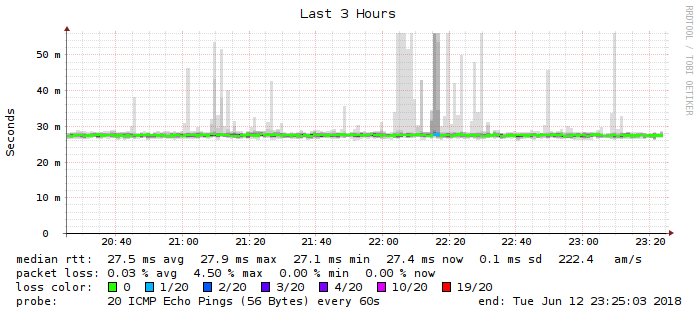 Last 3 Hours
RRDTOOL / TOBI OETIKER
Seconds
50 m
40 m
30 m
20 m
10 m
0
20:40 21:00 21:20 21:40 22:00 22:20 22:40 23:00 23:20
median rtt: 27.5 ms avg 27.9 ms max 27.1 ms min 27.4 ms now 0.1 ms sd 222.4 am/s
packet loss: 0.03 % avg 4.50 % max 0.00 % min 0.00 % now
loss color: 0 1/20 2/20 3/20 4/20 10/20 19/20
probe: 20 ICMP Echo Pings (56 Bytes) every 60s end: Tue Jun 12 23:25:03 2018